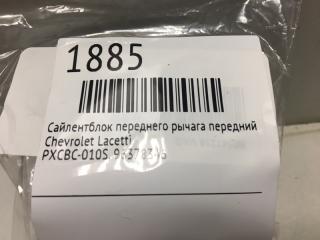 1885
Сайлентблок переднего рычага передний
Chevrolet Lacetti
PXCBC-010S,